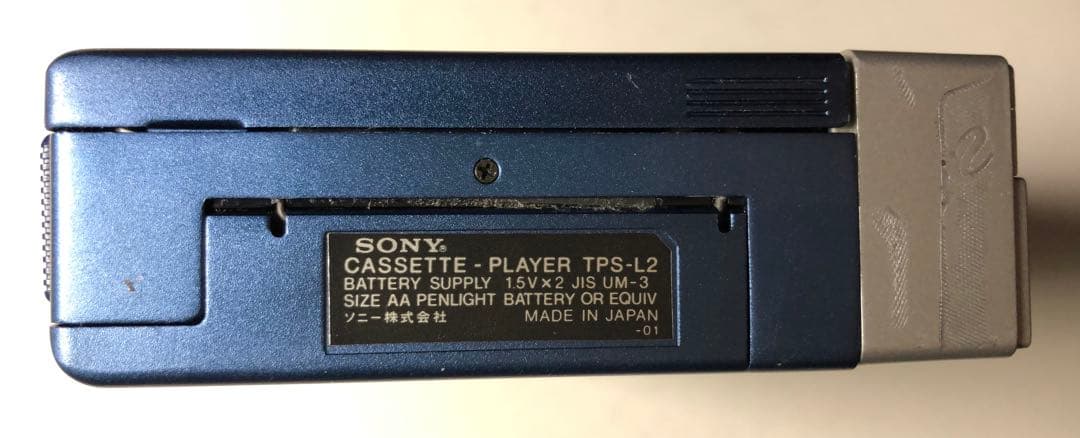 SONY®
CASSETTE - PLAYER TPS-L2
BATTERY SUPPLY 1.5V×2 JIS UM-3
SIZE AA PENLIGHT BATTERY OR EQUIV
ソニー株式会社 MADE IN JAPAN
-01